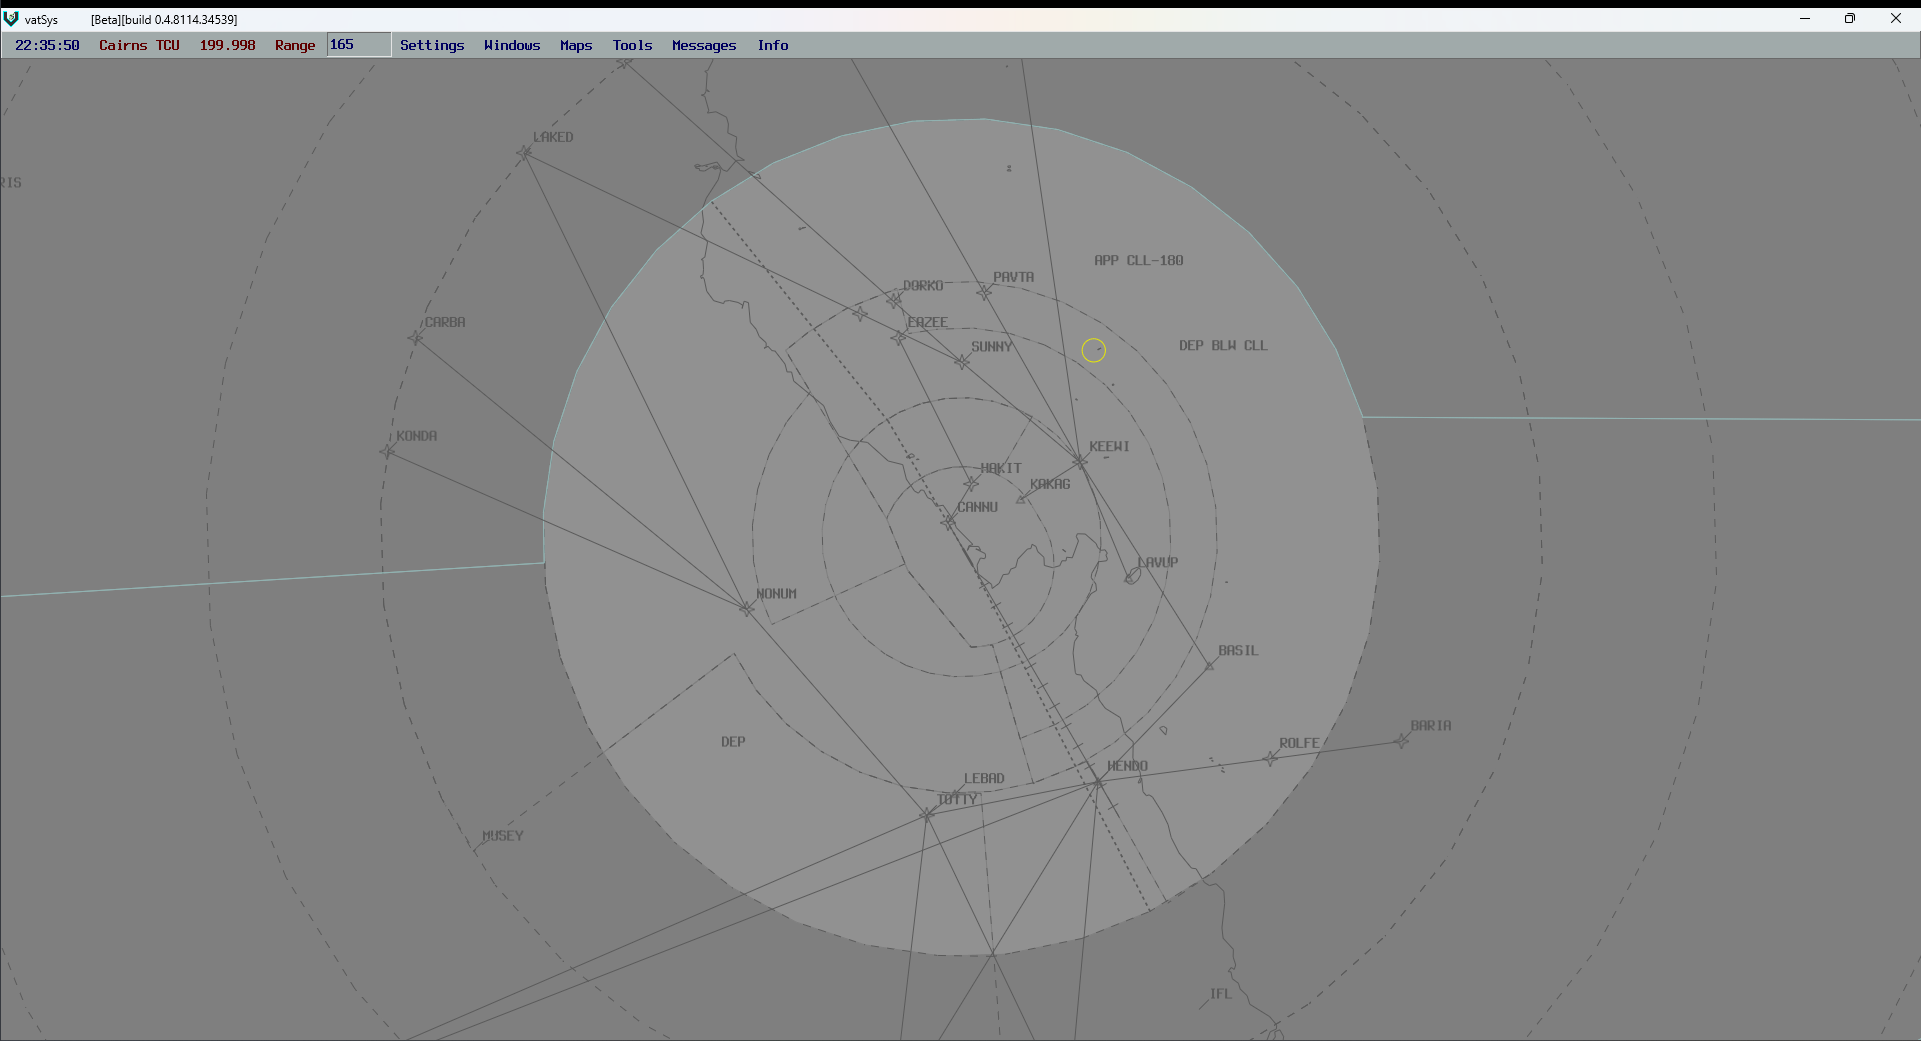 vatSys [Beta][build 0.4.8114.34539]
22:35:50 Cairns TCU 199.998 Range 165 Settings Windows Maps Tools Messages Info
LAKED
RIS
APP CLL-180
PAVTA
DORKO
CARBA
EAZEE
DEP BLW CLL
SUNNY
KONDA
KEEWI
HAKIT
KAKAG
CANNU
LAVUP
NONUM
BASIL
BARIA
DEP
ROLFE
HENDO
LEBAD
TUTTY
MUSEY
IFL